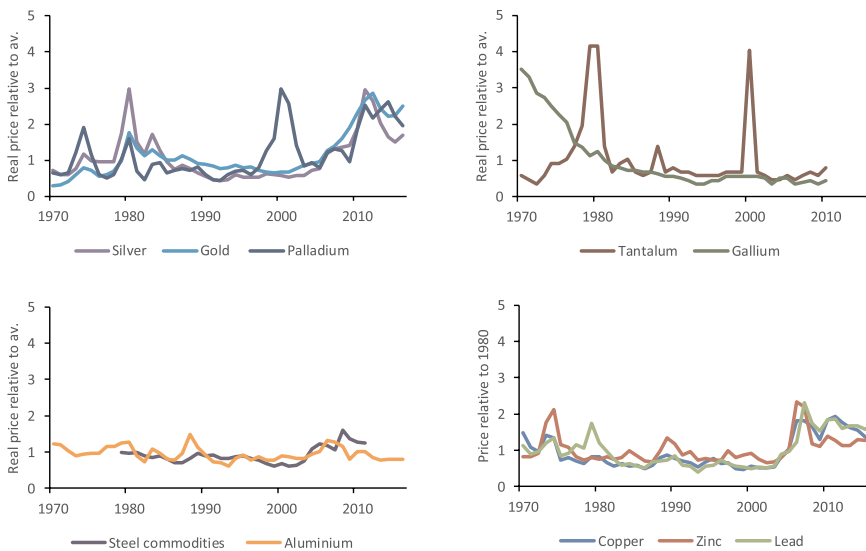 Real price relative to av.
5
4
3
2
1
0
1970 1980 1990 2000 2010
Silver Gold Palladium
Real price relative to av.
5
4
3
2
1
0
1970 1980 1990 2000 2010
Tantalum Gallium
Real price relative to av.
5
4
3
2
1
0
1970 1980 1990 2000 2010
Steel commodities Aluminium
Price relative to 1980
5
4
3
2
1
0
1970 1980 1990 2000 2010
Copper Zinc Lead